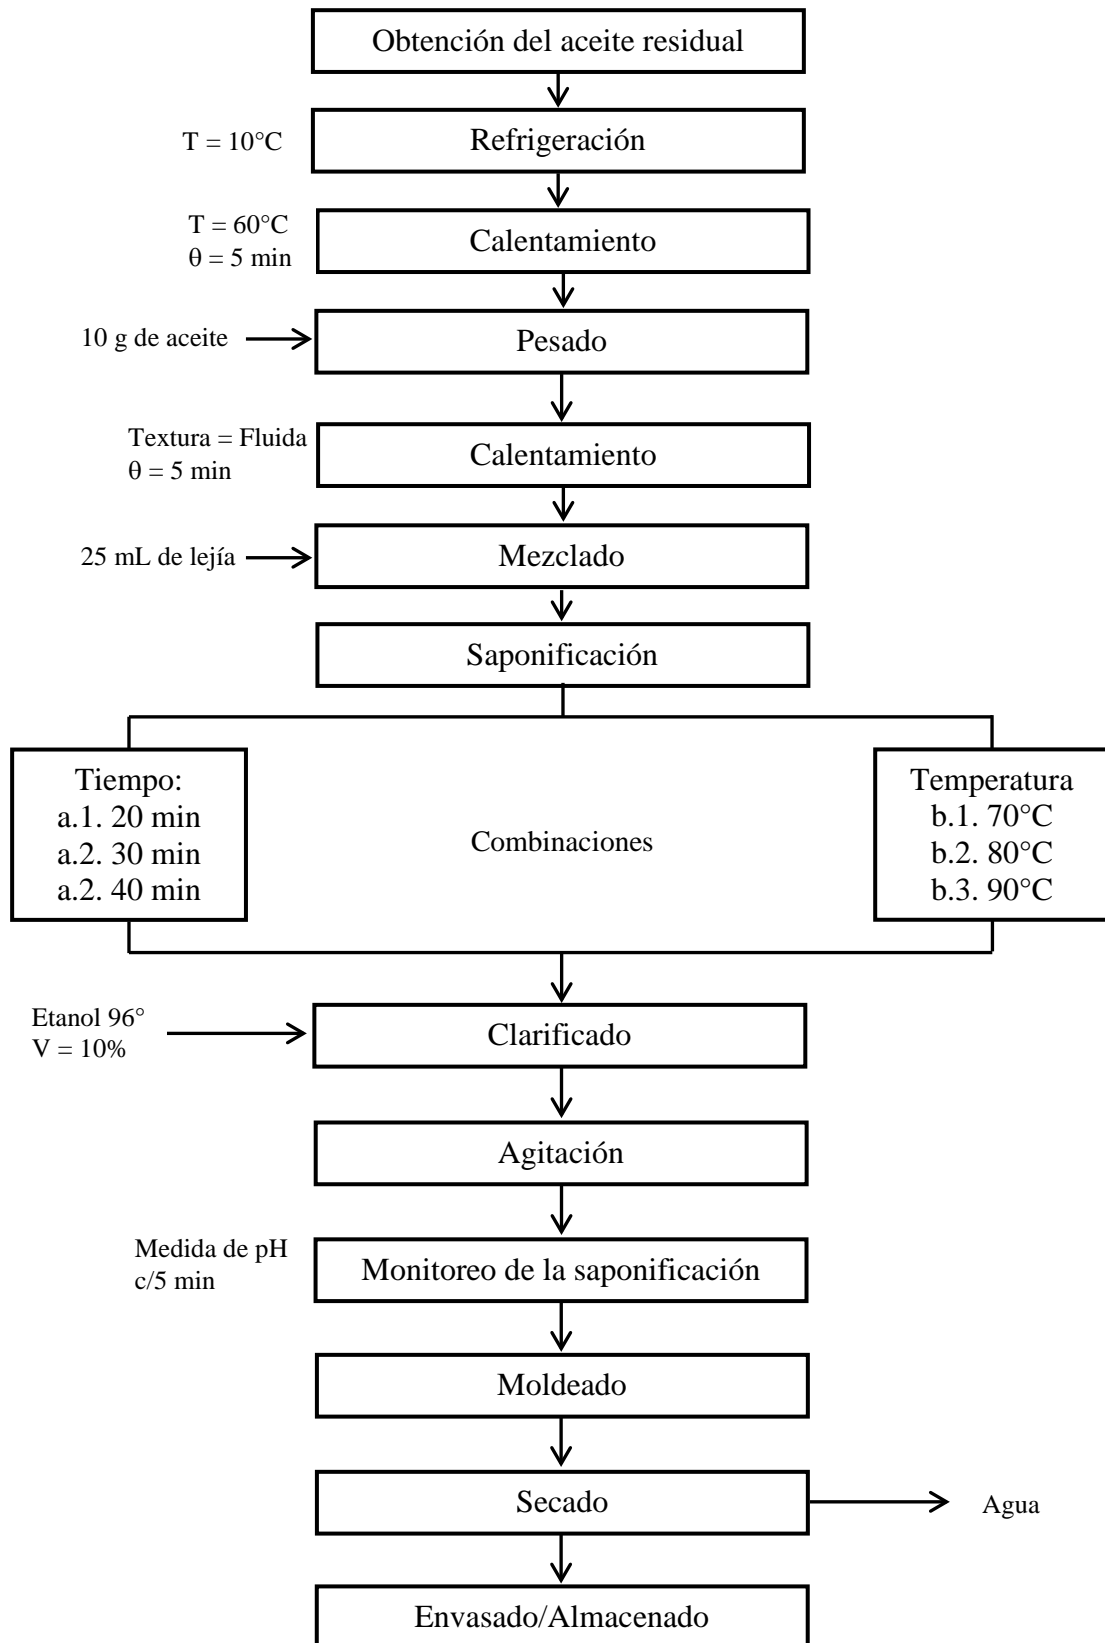 Obtención del aceite residual
T = 10°C
Refrigeración
T = 60°C
θ = 5 min
Calentamiento
10 g de aceite
Pesado
Textura = Fluida
θ = 5 min
Calentamiento
25 mL de lejía
Mezclado
Saponificación
Tiempo:
a.1. 20 min
a.2. 30 min
a.2. 40 min
Combinaciones
Temperatura
b.1. 70°C
b.2. 80°C
b.3. 90°C
Etanol 96°
V = 10%
Clarificado
Agitación
Medida de pH
c/5 min
Monitoreo de la saponificación
Moldeado
Secado
Agua
Envasado/Almacenado